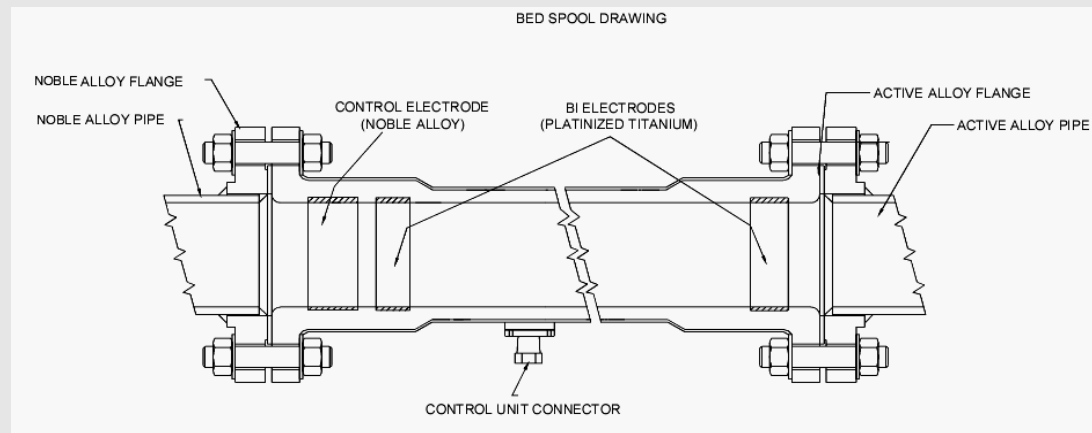 BED SPOOL DRAWING
NOBLE ALLOY FLANGE
NOBLE ALLOY PIPE
CONTROL ELECTRODE
(NOBLE ALLOY)
BI ELECTRODES
(PLATINIZED TITANIUM)
ACTIVE ALLOY FLANGE
ACTIVE ALLOY PIPE
CONTROL UNIT CONNECTOR